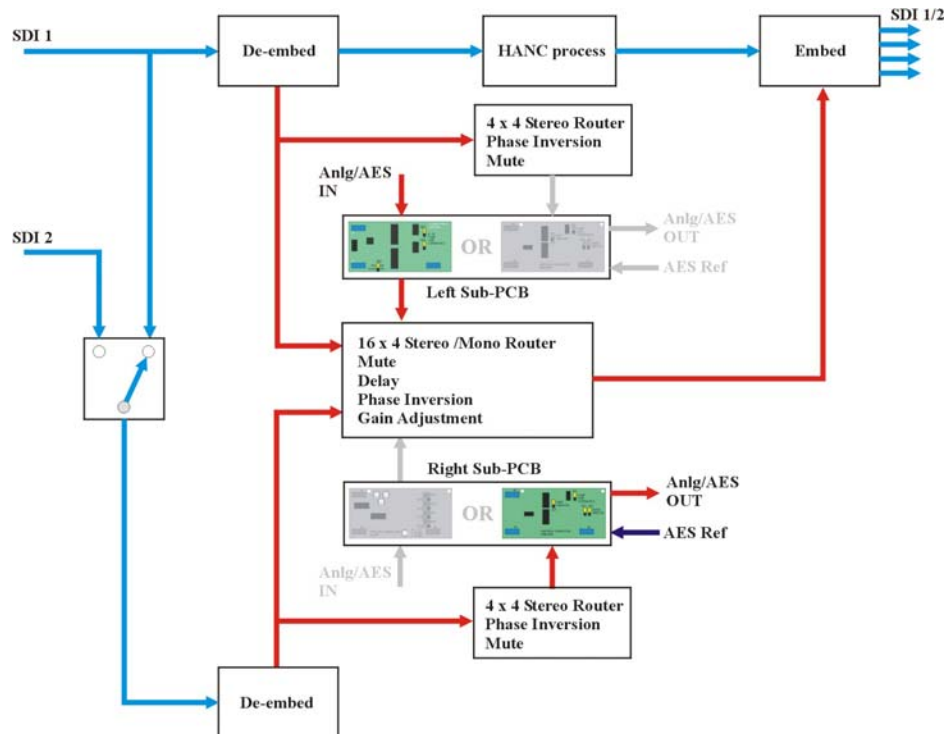 SDI 1
De-embed
HANC process
Embed
SDI 1/2
4 x 4 Stereo Router
Phase Inversion
Mute
Anlg/AES
IN
OR
Anlg/AES
OUT
AES Ref
Left Sub-PCB
SDI 2
16 x 4 Stereo /Mono Router
Mute
Delay
Phase Inversion
Gain Adjustment
Right Sub-PCB
OR
Anlg/AES
OUT
AES Ref
Anlg/AES
IN
4 x 4 Stereo Router
Phase Inversion
Mute
De-embed